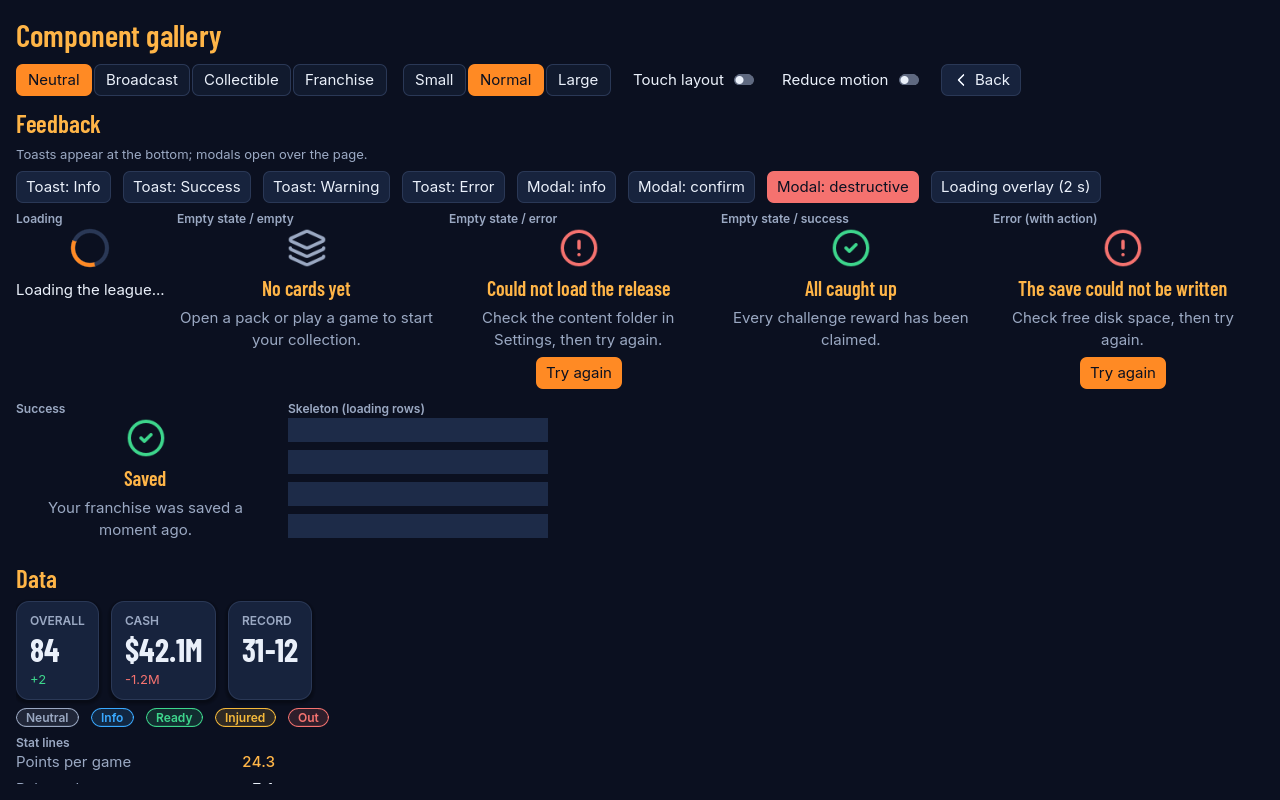 Component gallery
Neutral Broadcast Collectible Franchise Small Normal Large Touch layout Reduce motion Back
Feedback
Toasts appear at the bottom; modals open over the page.
Toast: Info Toast: Success Toast: Warning Toast: Error Modal: info Modal: confirm Modal: destructive Loading overlay (2 s)
Loading Empty state / empty Empty state / error Empty state / success Error (with action)
Loading the league... No cards yet Could not load the release All caught up The save could not be written
Open a pack or play a game to start Check the content folder in Every challenge reward has been Check free disk space, then try
your collection. Settings, then try again. claimed. again.
Try again Try again
Success Skeleton (loading rows)
Saved
Your franchise was saved a
moment ago.
Data
OVERALL CASH RECORD
84 $42.1M 31-12
+2 -1.2M
Neutral Info Ready Injured Out
Stat lines
Points per game 24.3